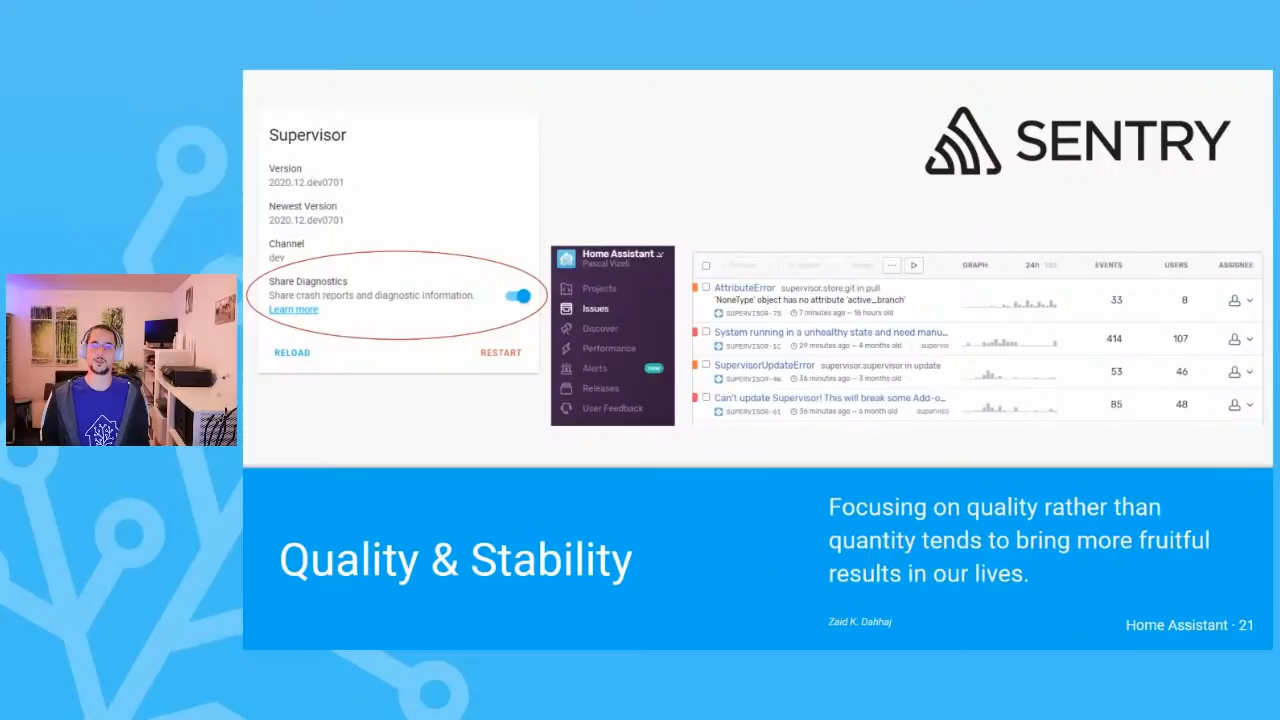 Supervisor
Version
2020.12.dev0701
Newest Version
2020.12.dev0701
Channel
dev
Share Diagnostics
Share crash reports and diagnostic information.
Learn more
RELOAD
RESTART
SENTRY
Home Assistant
Pascal Vizeli
Projects
Issues
Discover
Performance
Alerts
new
Releases
User Feedback
GRAPH: 24h
EVENTS
USERS
ASSIGNEE
AttributeError supervisor.store.git in pull
'NoneType' object has no attribute 'active_branch'
SUPERVISOR-7S 7 minutes ago — 16 hours old
33
8
System running in a unhealthy state and need manu...
SUPERVISOR-1C 29 minutes ago — 4 months old supervis
414
107
SupervisorUpdateError supervisor.supervisor in update
SUPERVISOR-4W 36 minutes ago — 3 months old
53
46
Can't update Supervisor! This will break some Add-o...
SUPERVISOR-61 36 minutes ago — a month old superviso
85
48
Quality & Stability
Focusing on quality rather than
quantity tends to bring more fruitful
results in our lives.
Zaid K. Dahhaj
Home Assistant · 21